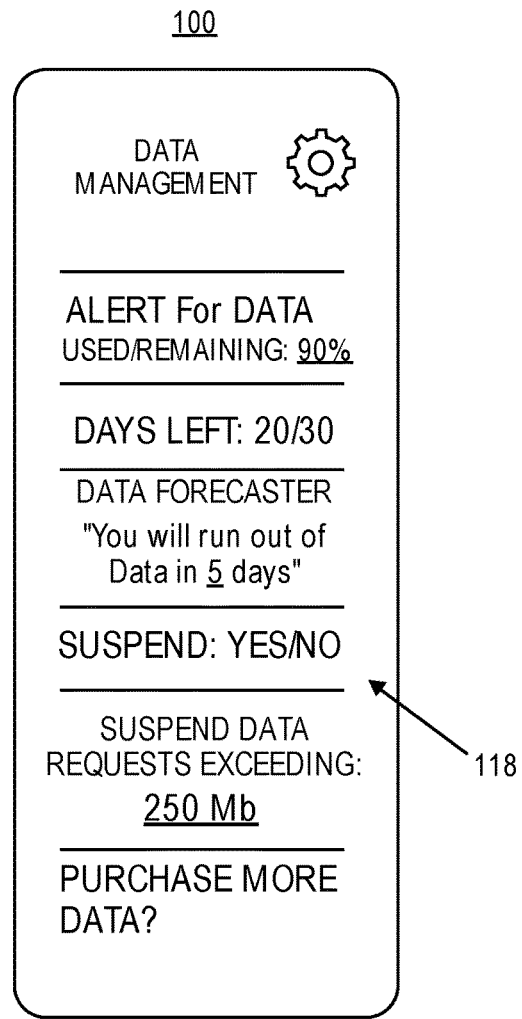 100
DATA
MANAGEMENT
ALERT For DATA
USED/REMAINING: 90%
DAYS LEFT: 20/30
DATA FORECASTER
"You will run out of
Data in 5 days"
SUSPEND: YES/NO
SUSPEND DATA
REQUESTS EXCEEDING:
250 Mb
118
PURCHASE MORE
DATA?